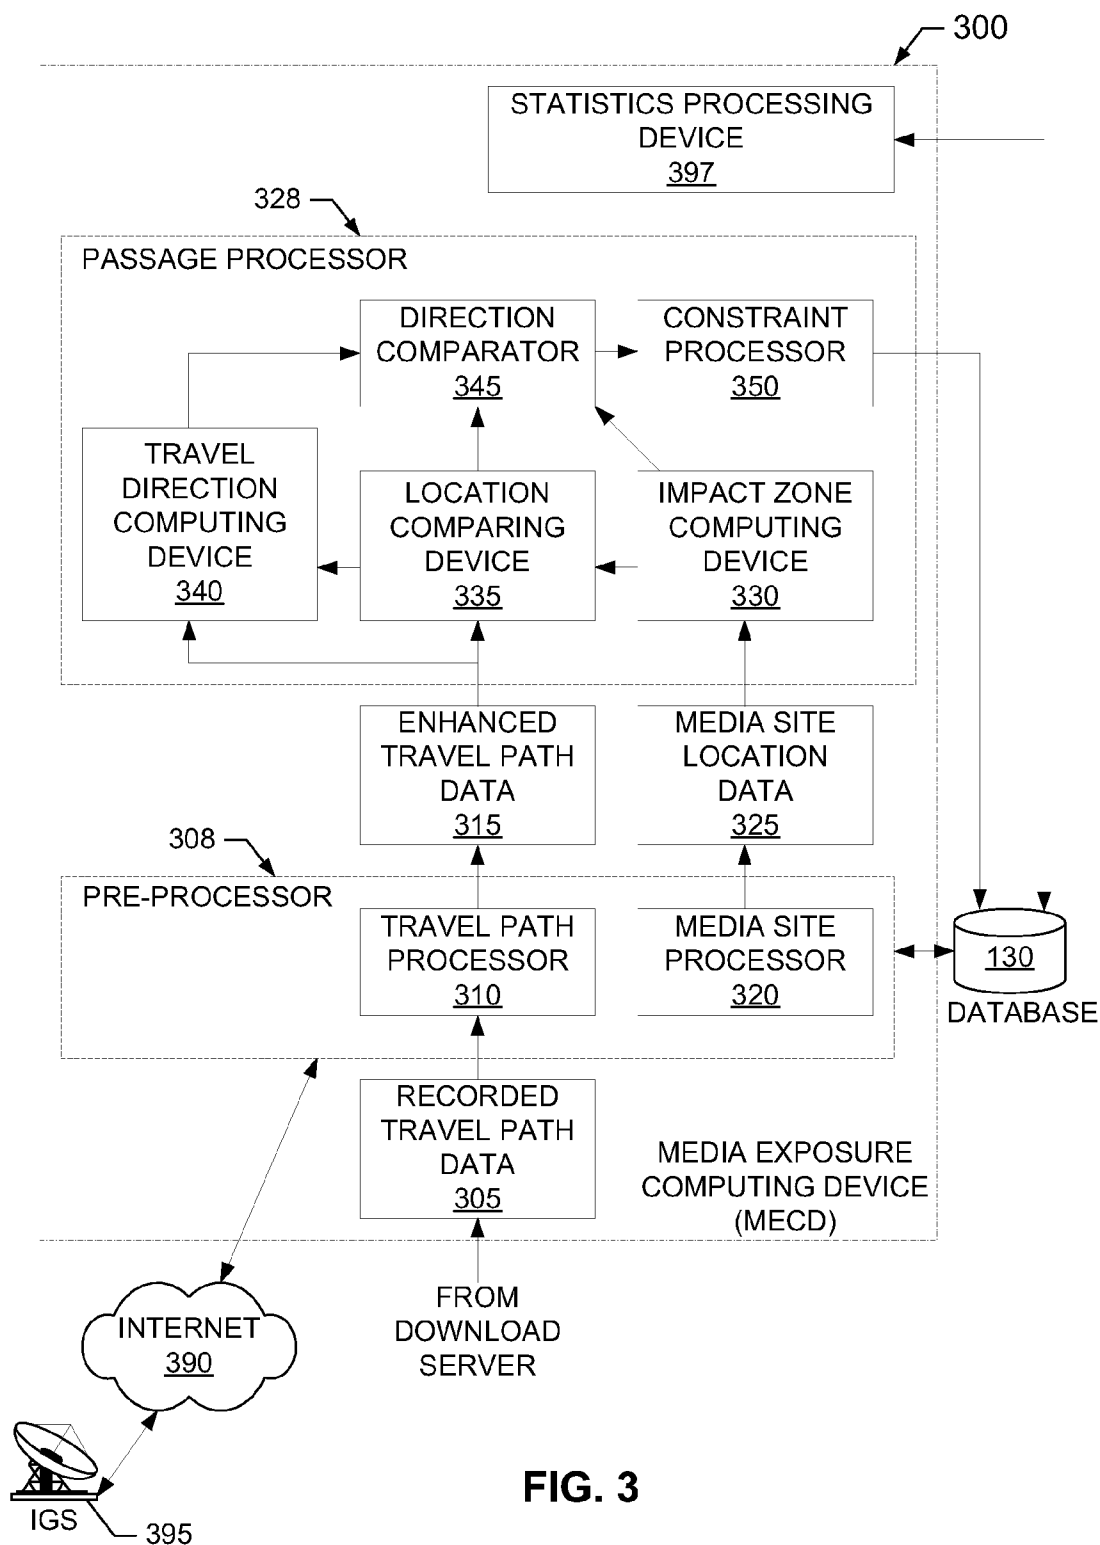 300
STATISTICS PROCESSING
DEVICE
397
328
PASSAGE PROCESSOR
DIRECTION
COMPARATOR
345
CONSTRAINT
PROCESSOR
350
TRAVEL
DIRECTION
COMPUTING
DEVICE
340
LOCATION
COMPARING
DEVICE
335
IMPACT ZONE
COMPUTING
DEVICE
330
ENHANCED
TRAVEL PATH
DATA
315
MEDIA SITE
LOCATION
DATA
325
308
PRE-PROCESSOR
TRAVEL PATH
PROCESSOR
310
MEDIA SITE
PROCESSOR
320
130
DATABASE
RECORDED
TRAVEL PATH
DATA
305
MEDIA EXPOSURE
COMPUTING DEVICE
(MECD)
FROM
DOWNLOAD
SERVER
INTERNET
390
IGS
395
FIG. 3